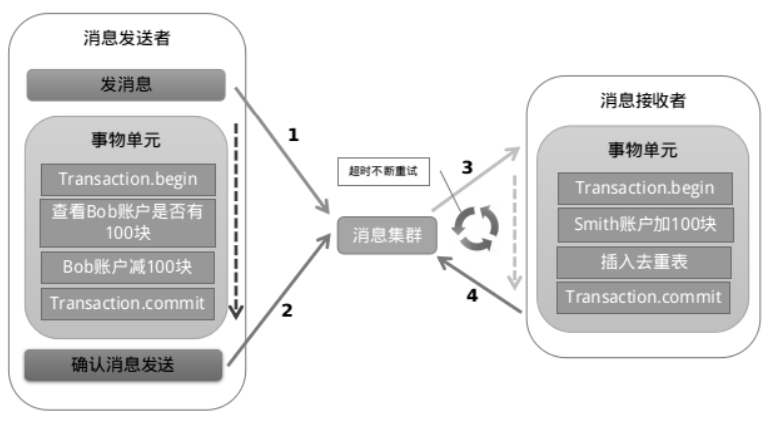 消息发送者
发消息
事物单元
Transaction.begin
查看Bob账户是否有
100块
Bob账户减100块
Transaction.commit
确认消息发送
1
2
超时不断重试
消息集群
3
4
消息接收者
事物单元
Transaction.begin
Smith账户加100块
插入去重表
Transaction.commit